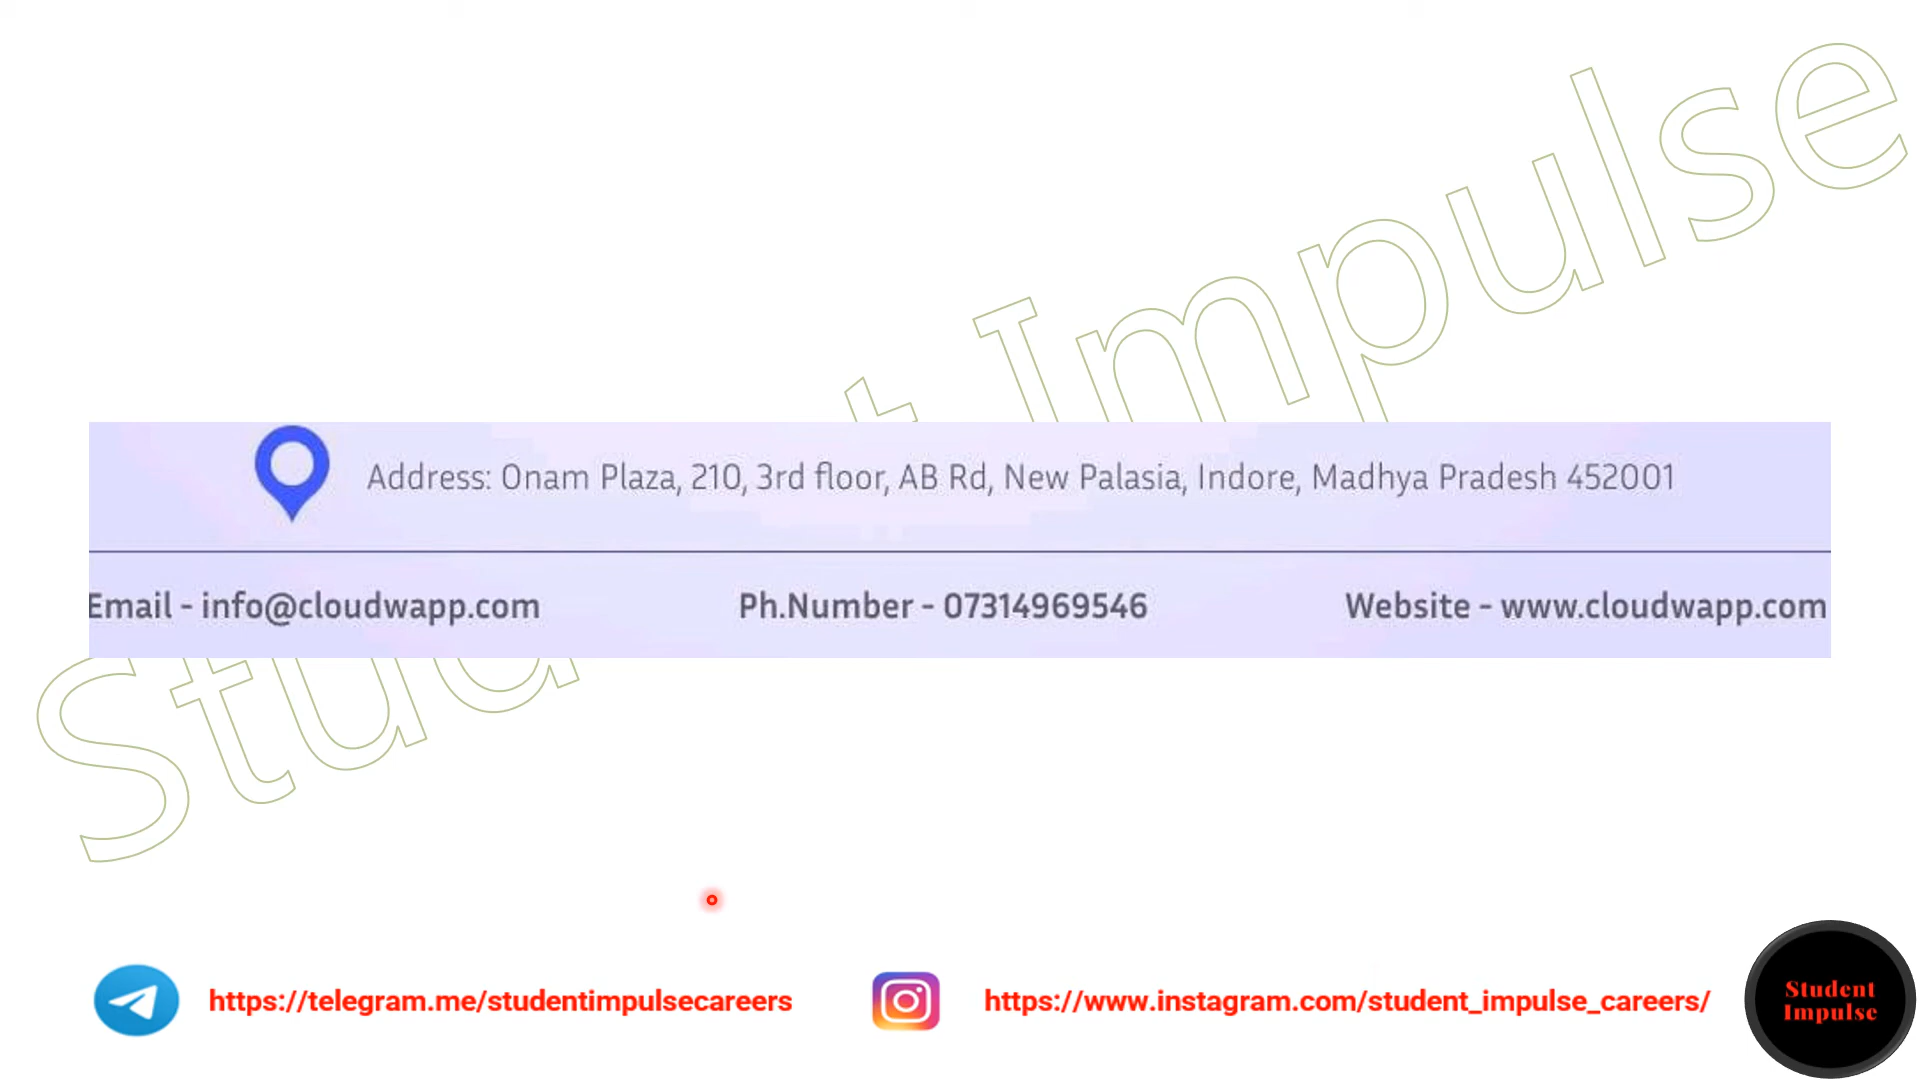 Student Impulse
Address: Onam Plaza, 210, 3rd floor, AB Rd, New Palasia, Indore, Madhya Pradesh 452001
Email - info@cloudwapp.com Ph.Number - 07314969546 Website - www.cloudwapp.com
https://telegram.me/studentimpulsecareers https://www.instagram.com/student_impulse_careers/
Student
Impulse